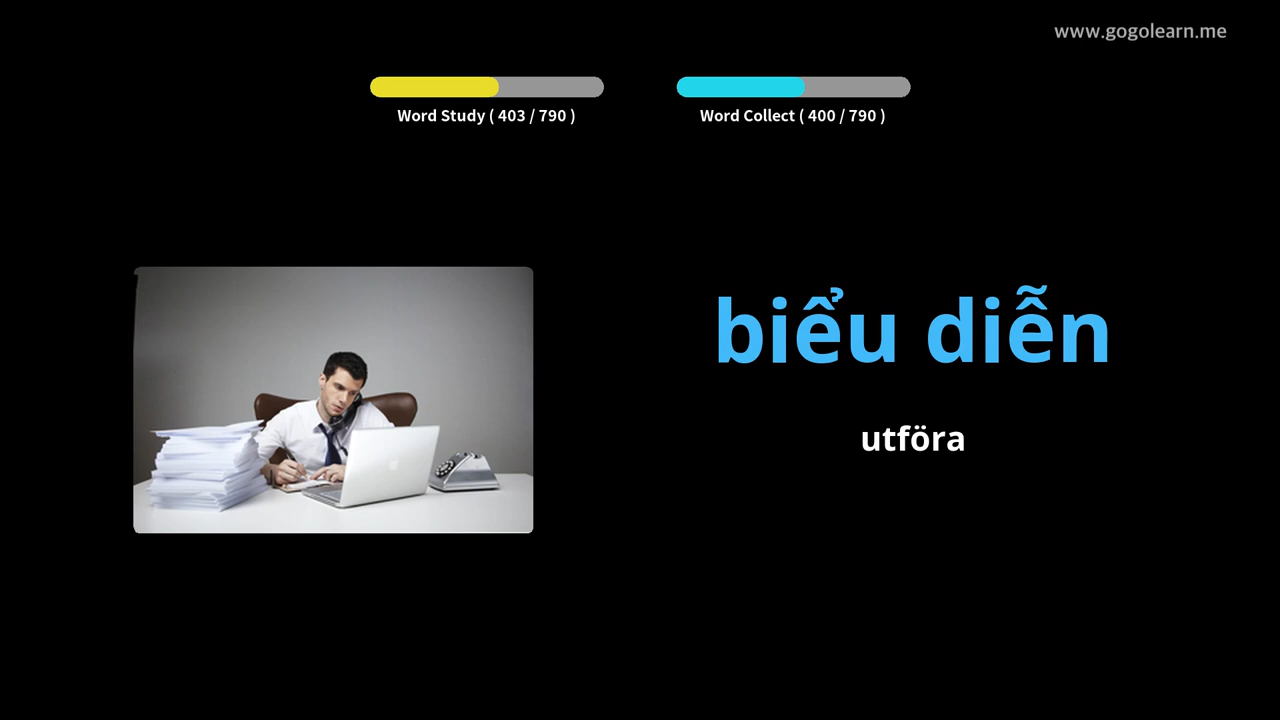 www.gogolearn.me
Word Study ( 403 / 790 )
Word Collect ( 400 / 790 )
biểu diễn
utföra